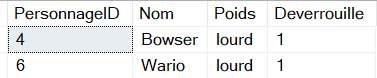 PersonnageID Nom Poids Deverrouille
4 Bowser lourd 1
6 Wario lourd 1